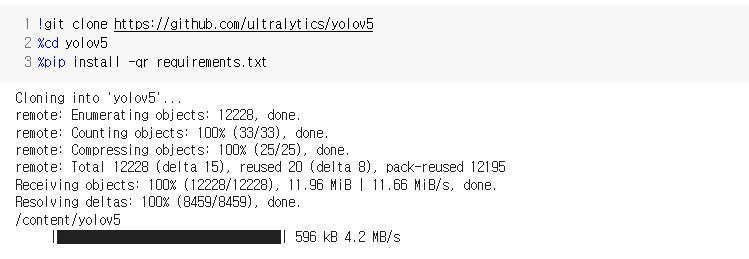 1 !git clone https://github.com/ultralytics/yolov5
2 %cd yolov5
3 %pip install -qr requirements.txt
Cloning into 'yolov5'...
remote: Enumerating objects: 12228, done.
remote: Counting objects: 100% (33/33), done.
remote: Compressing objects: 100% (25/25), done.
remote: Total 12228 (delta 15), reused 20 (delta 8), pack-reused 12195
Receiving objects: 100% (12228/12228), 11.96 MiB | 11.66 MiB/s, done.
Resolving deltas: 100% (8459/8459), done.
/content/yolov5
|████████████████████████████████| 596 kB 4.2 MB/s